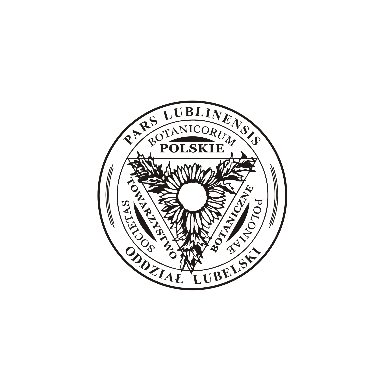 PARS LUBLINENSIS
SOCIETAS BOTANICORUM POLONIAE
POLSKIE
TOWARZYSTWO
BOTANICZNE
ODDZIAŁ LUBELSKI